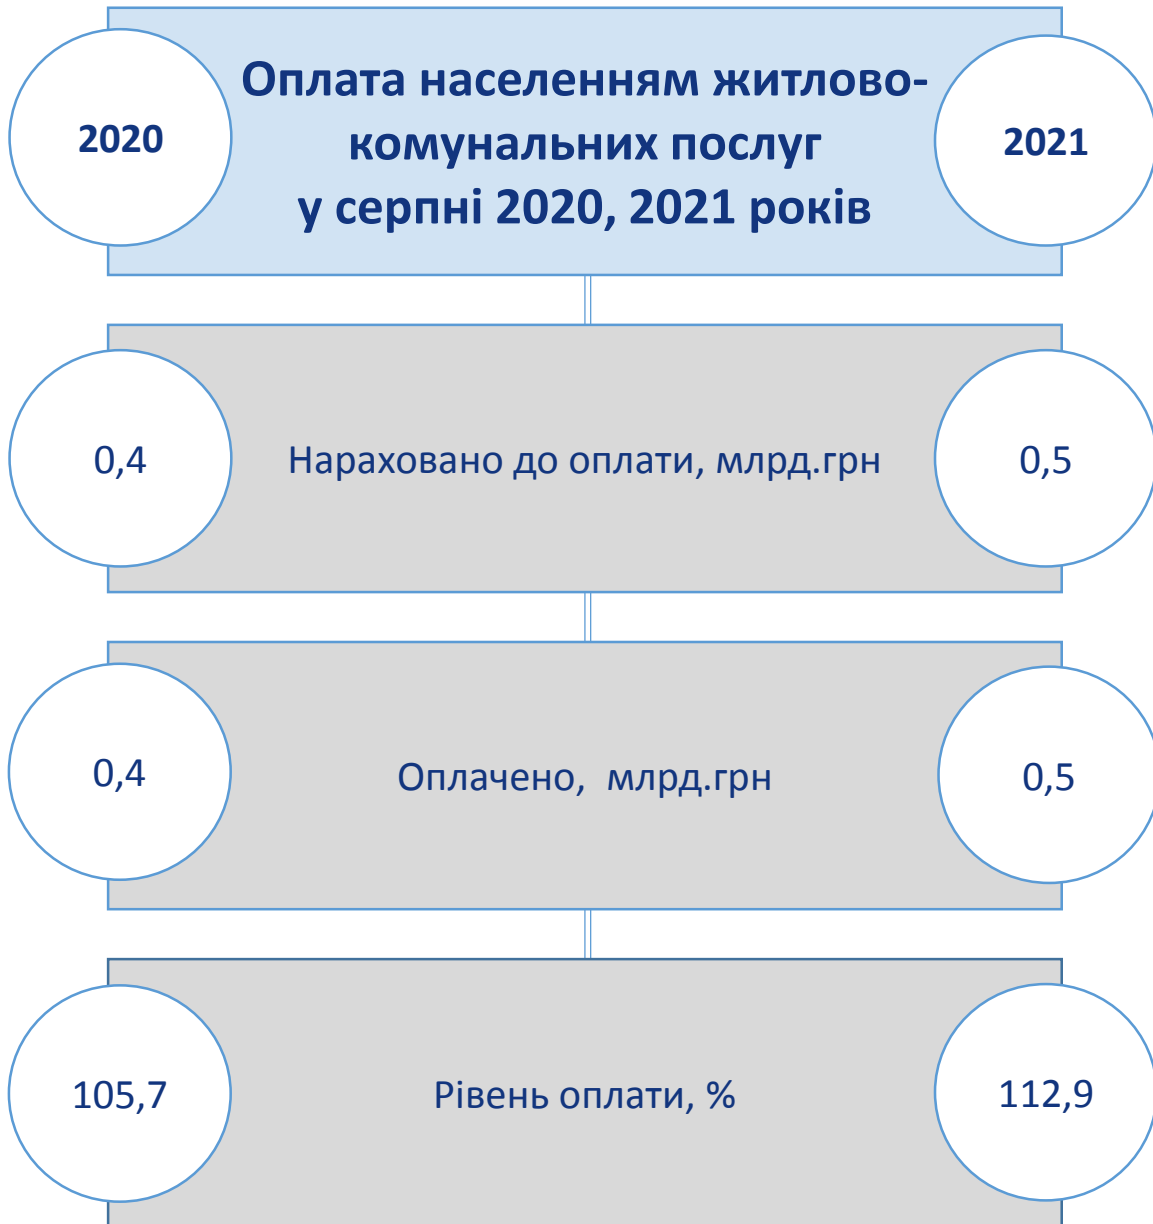 2020
Оплата населенням житлово-
комунальних послуг
у серпні 2020, 2021 років
2021
0,4
Нараховано до оплати, млрд.грн
0,5
0,4
Оплачено, млрд.грн
0,5
105,7
Рівень оплати, %
112,9